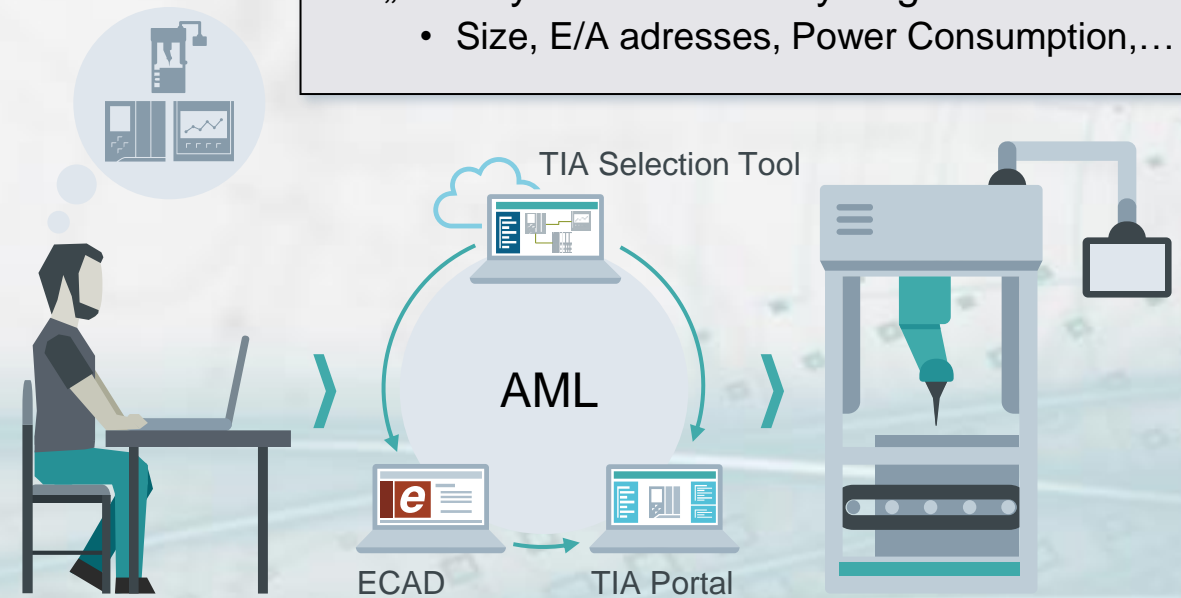 • Size, E/A adresses, Power Consumption,…
TIA Selection Tool
AML
e
ECAD
TIA Portal